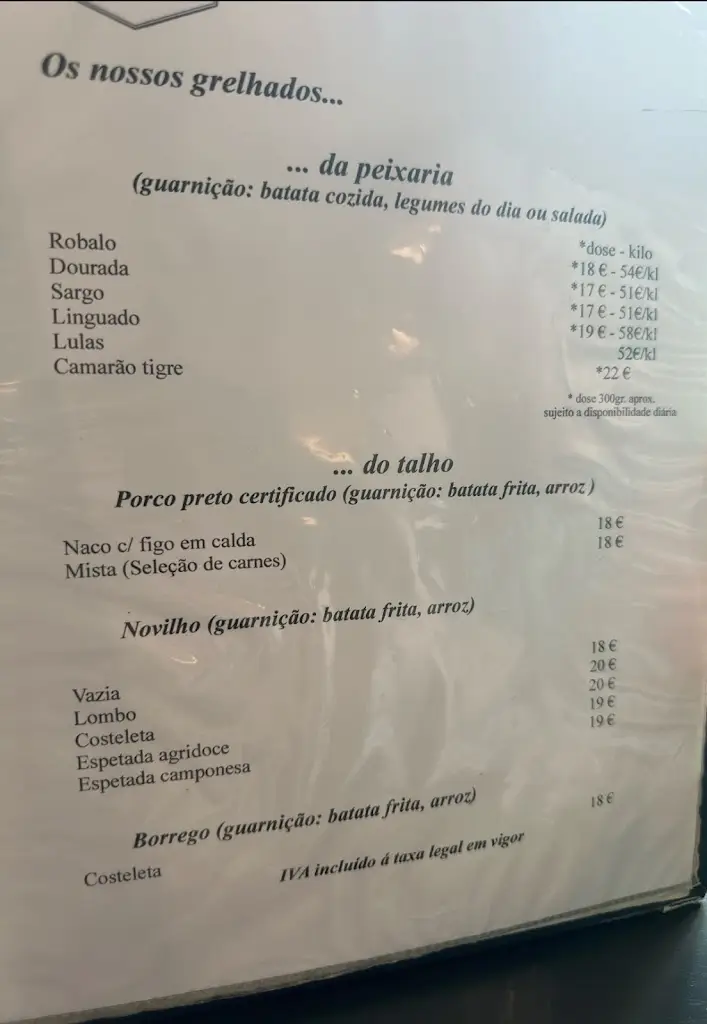 Os nossos grelhados...
... da peixaria
(guarnição: batata cozida, legumes do dia ou salada)
*dose - kilo
Robalo *18 € - 54€/kl
Dourada *17 € - 51€/kl
Sargo *17 € - 51€/kl
Linguado *19 € - 58€/kl
Lulas 52€/kl
Camarão tigre *22 €
* dose 300gr. aprox.
sujeito a disponibilidade diária
... do talho
Porco preto certificado (guarnição: batata frita, arroz )
Naco c/ figo em calda 18 €
Mista (Seleção de carnes) 18 €
Novilho (guarnição: batata frita, arroz)
Vazia 18 €
Lombo 20 €
Costeleta 20 €
Espetada agridoce 19 €
Espetada camponesa 19 €
Borrego (guarnição: batata frita, arroz)
Costeleta 18 €
IVA incluído á taxa legal em vigor